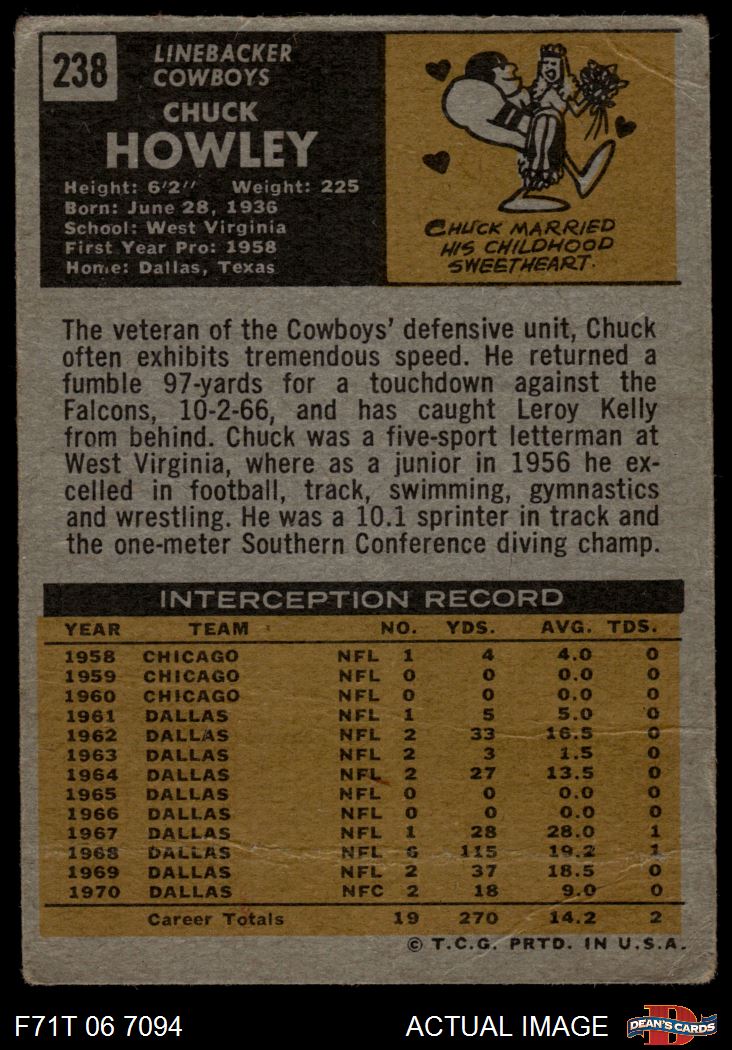 238
LINEBACKER
COWBOYS
CHUCK
HOWLEY
Height: 6'2" Weight: 225
Born: June 28, 1936
School: West Virginia
First Year Pro: 1958
Home: Dallas, Texas
CHUCK MARRIED
HIS CHILDHOOD
SWEETHEART.
The veteran of the Cowboys' defensive unit, Chuck
often exhibits tremendous speed. He returned a
fumble 97-yards for a touchdown against the
Falcons, 10-2-66, and has caught Leroy Kelly
from behind. Chuck was a five-sport letterman at
West Virginia, where as a junior in 1956 he ex-
celled in football, track, swimming, gymnastics
and wrestling. He was a 10.1 sprinter in track and
the one-meter Southern Conference diving champ.
INTERCEPTION RECORD
YEAR TEAM NO. YDS. AVG. TDS.
1958 CHICAGO NFL 1 4 4.0 0
1959 CHICAGO NFL 0 0 0.0 0
1960 CHICAGO NFL 0 0 0.0 0
1961 DALLAS NFL 1 5 5.0 0
1962 DALLAS NFL 2 33 16.5 0
1963 DALLAS NFL 2 3 1.5 0
1964 DALLAS NFL 2 27 13.5 0
1965 DALLAS NFL 0 0 0.0 0
1966 DALLAS NFL 0 0 0.0 0
1967 DALLAS NFL 1 28 28.0 1
1968 DALLAS NFL 6 115 19.2 1
1969 DALLAS NFL 2 37 18.5 0
1970 DALLAS NFC 2 18 9.0 0
Career Totals 19 270 14.2 2
© T.C.G. PRTD. IN U.S.A.
F71T 06 7094 ACTUAL IMAGE DEAN'S CARDS